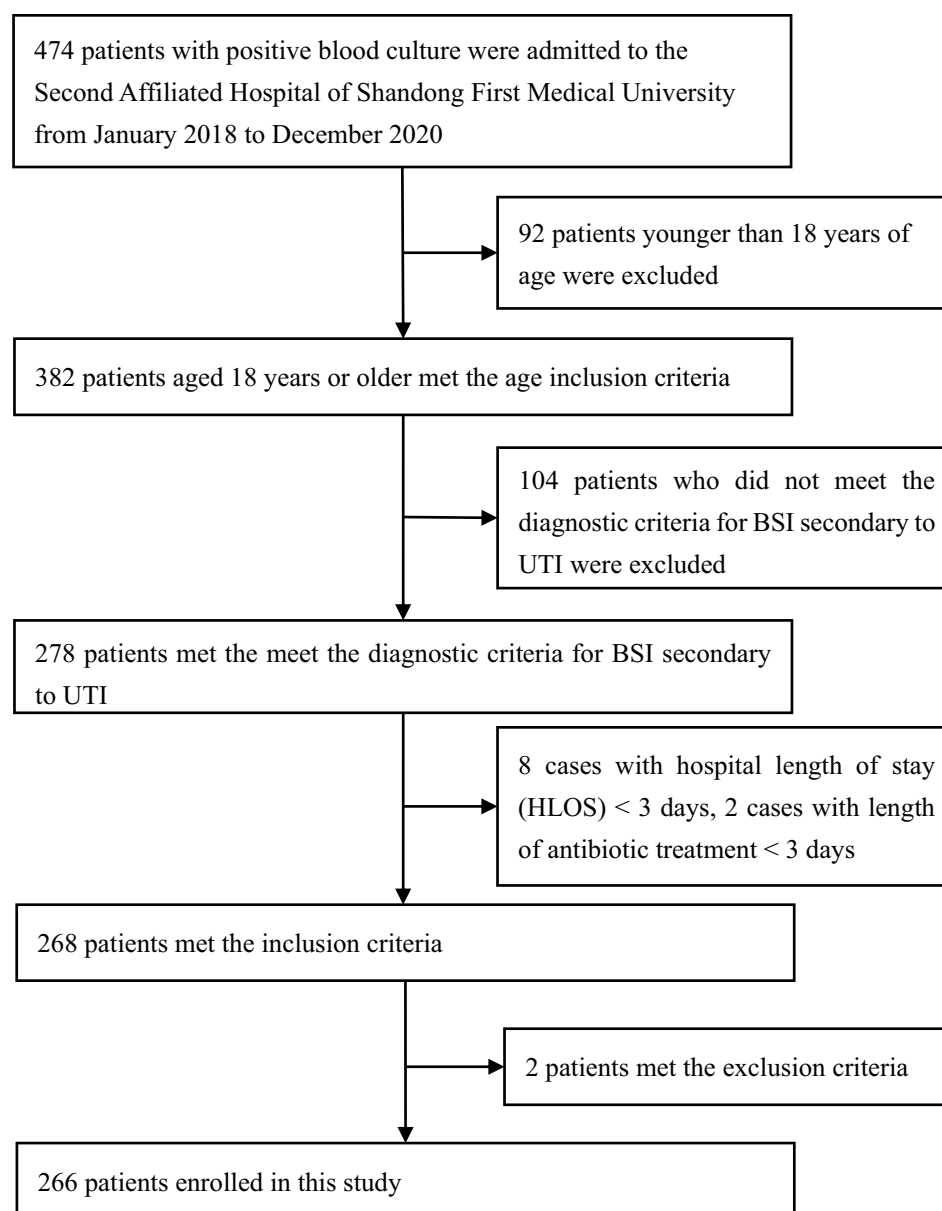 474 patients with positive blood culture were admitted to the
Second Affiliated Hospital of Shandong First Medical University
from January 2018 to December 2020
92 patients younger than 18 years of
age were excluded
382 patients aged 18 years or older met the age inclusion criteria
104 patients who did not meet the
diagnostic criteria for BSI secondary to
UTI were excluded
278 patients met the meet the diagnostic criteria for BSI secondary
to UTI
8 cases with hospital length of stay
(HLOS) < 3 days, 2 cases with length
of antibiotic treatment < 3 days
268 patients met the inclusion criteria
2 patients met the exclusion criteria
266 patients enrolled in this study